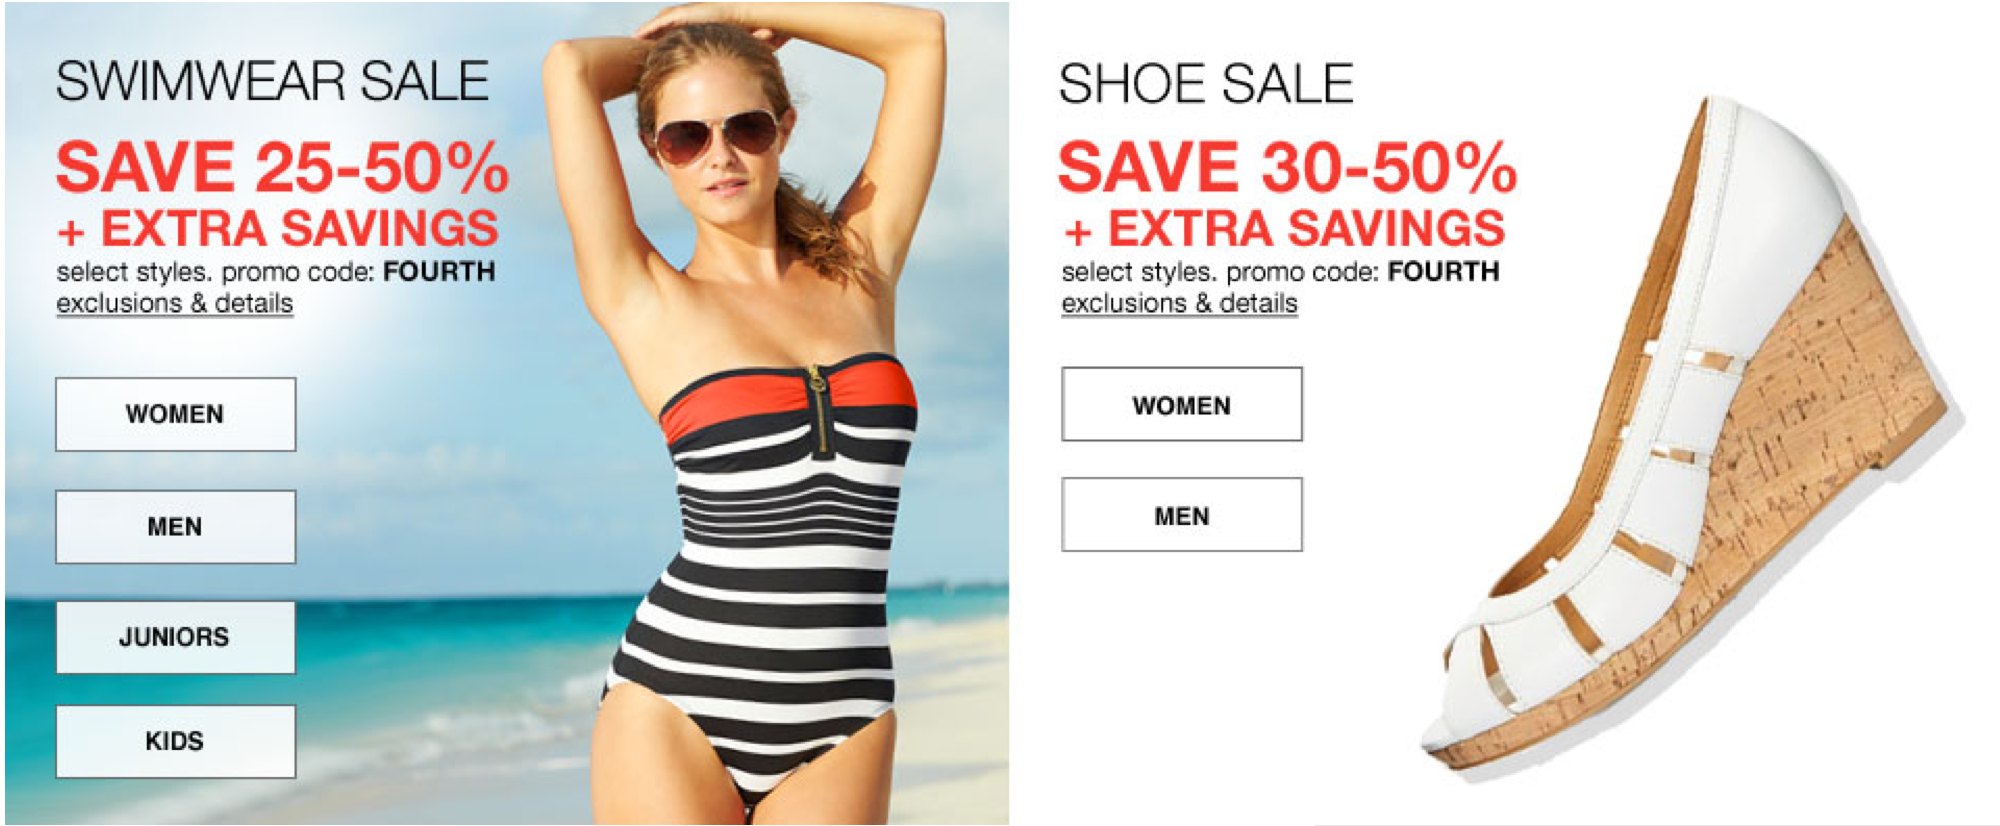 SWIMWEAR SALE
SAVE 25-50%
+ EXTRA SAVINGS
select styles. promo code: FOURTH
exclusions & details
WOMEN
MEN
JUNIORS
KIDS
SHOE SALE
SAVE 30-50%
+ EXTRA SAVINGS
select styles. promo code: FOURTH
exclusions & details
WOMEN
MEN